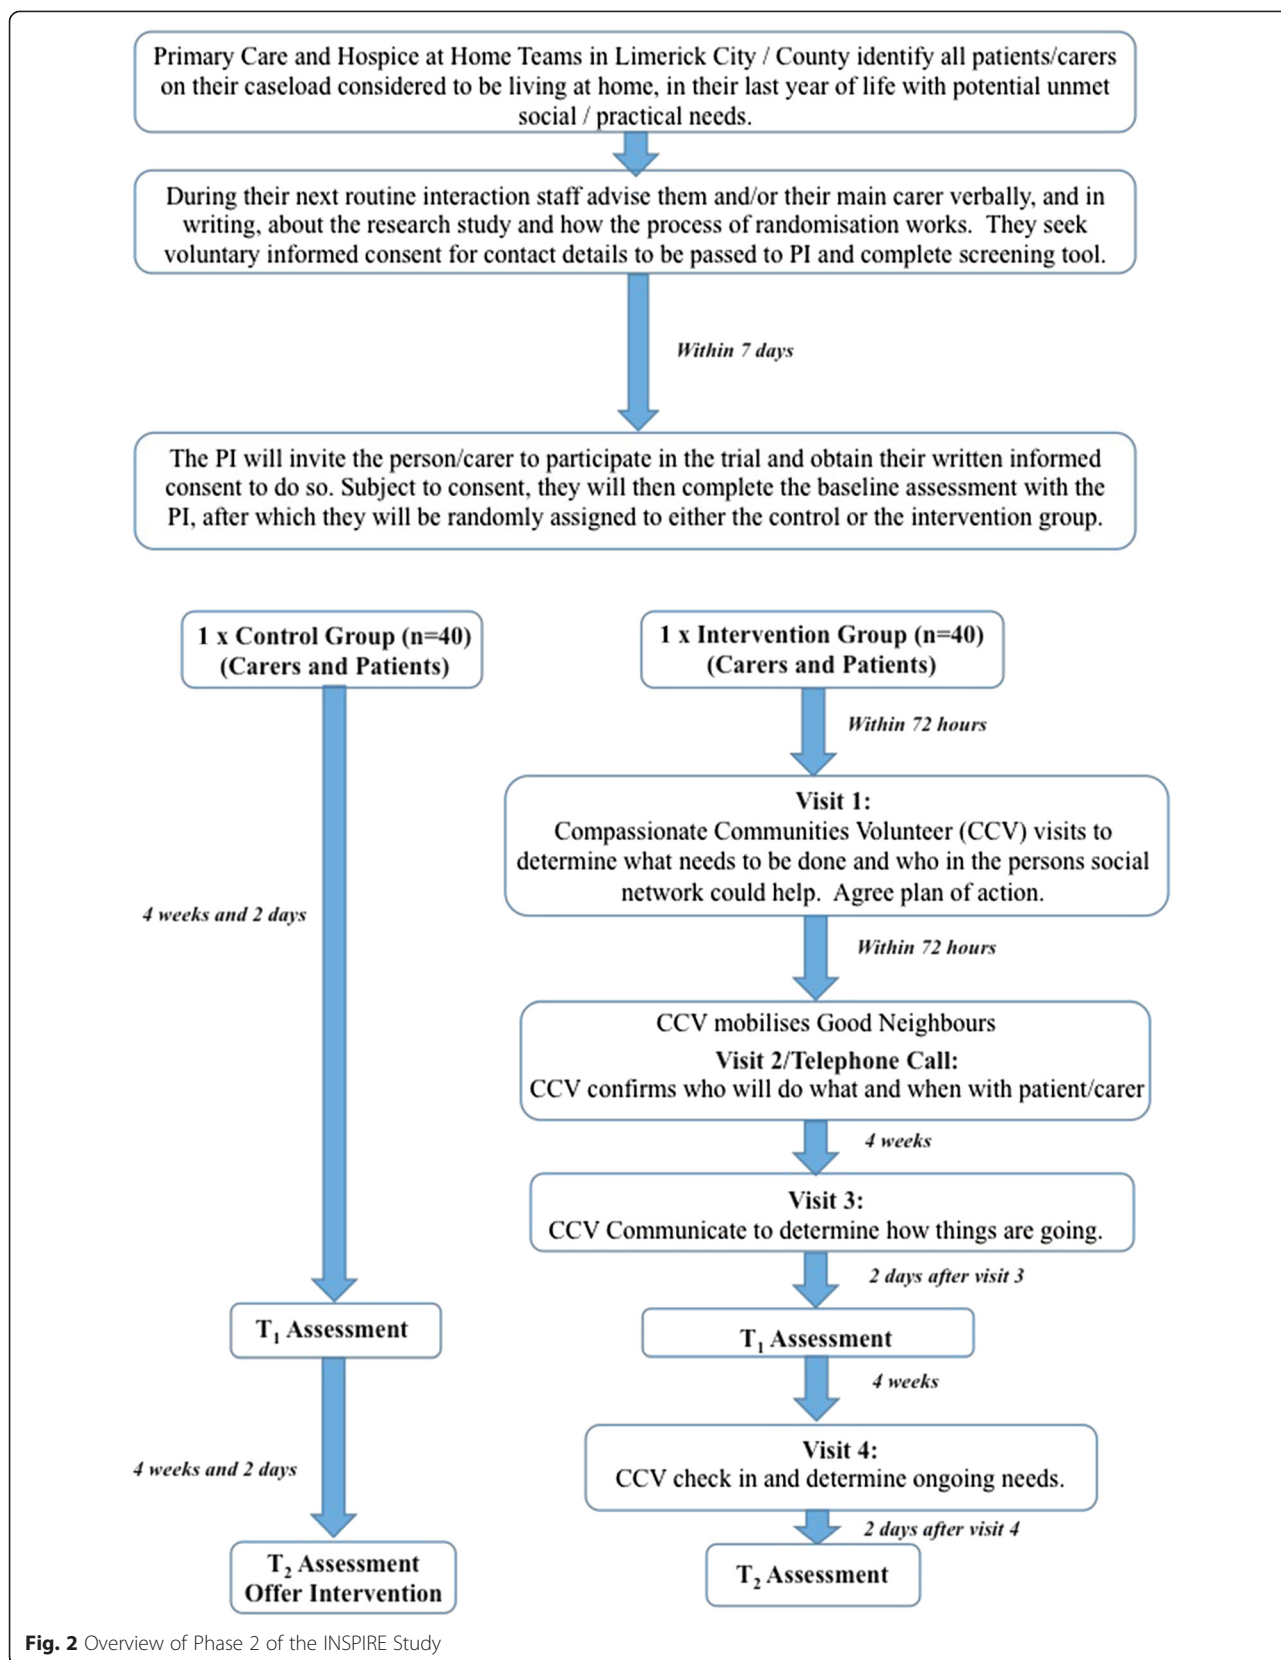 Primary Care and Hospice at Home Teams in Limerick City / County identify all patients/carers
on their caseload considered to be living at home, in their last year of life with potential unmet
social / practical needs.
During their next routine interaction staff advise them and/or their main carer verbally, and in
writing, about the research study and how the process of randomisation works. They seek
voluntary informed consent for contact details to be passed to PI and complete screening tool.
Within 7 days
The PI will invite the person/carer to participate in the trial and obtain their written informed
consent to do so. Subject to consent, they will then complete the baseline assessment with the
PI, after which they will be randomly assigned to either the control or the intervention group.
1 x Control Group (n=40)
(Carers and Patients)
4 weeks and 2 days
T₁ Assessment
4 weeks and 2 days
T₂ Assessment
Offer Intervention
1 x Intervention Group (n=40)
(Carers and Patients)
Within 72 hours
Visit 1:
Compassionate Communities Volunteer (CCV) visits to
determine what needs to be done and who in the persons social
network could help. Agree plan of action.
Within 72 hours
CCV mobilises Good Neighbours
Visit 2/Telephone Call:
CCV confirms who will do what and when with patient/carer
4 weeks
Visit 3:
CCV Communicate to determine how things are going.
2 days after visit 3
T₁ Assessment
4 weeks
Visit 4:
CCV check in and determine ongoing needs.
2 days after visit 4
T₂ Assessment
Fig. 2 Overview of Phase 2 of the INSPIRE Study